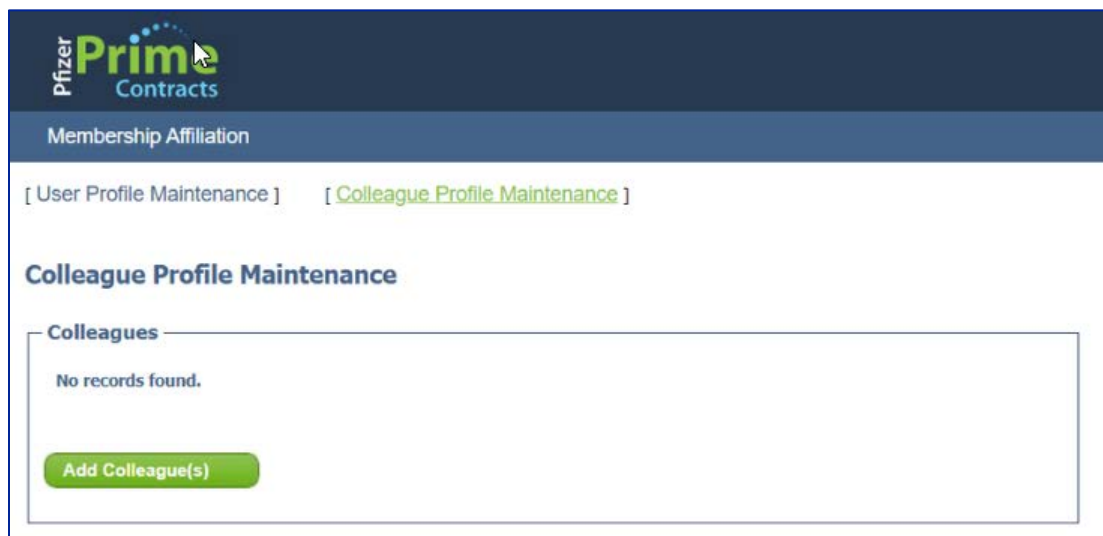 Pfizer
Prime
Contracts
Membership Affiliation
[ User Profile Maintenance ] [ Colleague Profile Maintenance ]
Colleague Profile Maintenance
Colleagues
No records found.
Add Colleague(s)